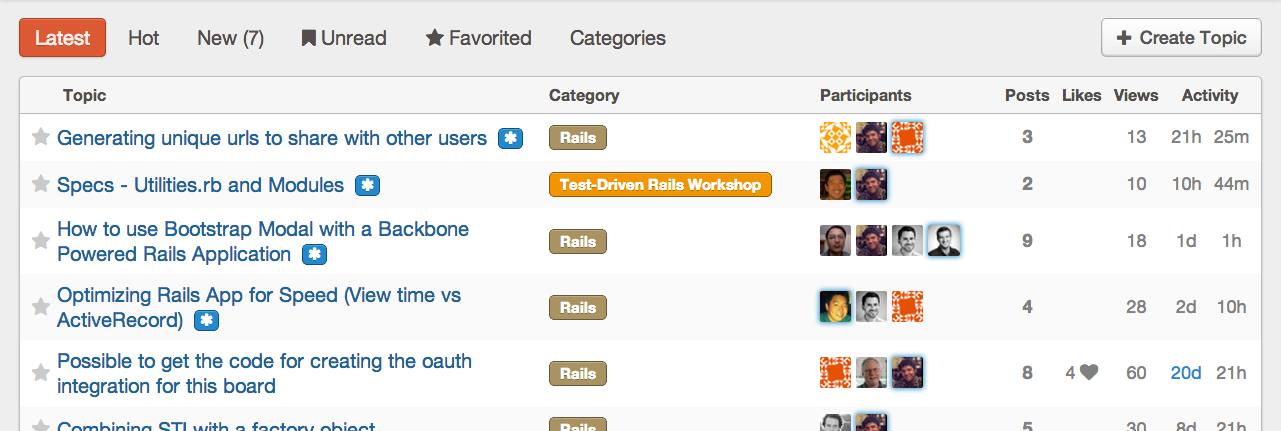 Latest Hot New (7) Unread Favorited Categories Create Topic
Topic Category Participants Posts Likes Views Activity
Generating unique urls to share with other users Rails 3 13 21h 25m
Specs - Utilities.rb and Modules Test-Driven Rails Workshop 2 10 10h 44m
How to use Bootstrap Modal with a Backbone
Powered Rails Application Rails 9 18 1d 1h
Optimizing Rails App for Speed (View time vs
ActiveRecord) Rails 4 28 2d 10h
Possible to get the code for creating the oauth
integration for this board Rails 8 4 60 20d 21h
Combining STI with a factory object Rails 5 30 8d 21h